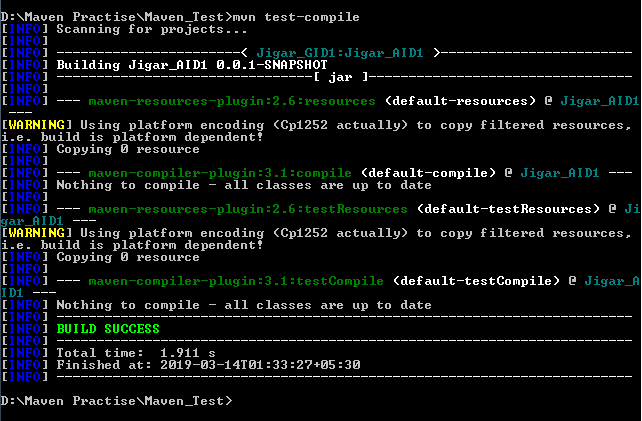 D:\Maven Practise\Maven_Test>mvn test-compile
[INFO] Scanning for projects...
[INFO]
[INFO] -----------------------< Jigar_GID1:Jigar_AID1 >------------------------
[INFO] Building Jigar_AID1 0.0.1-SNAPSHOT
[INFO] --------------------------------[ jar ]---------------------------------
[INFO]
[INFO] --- maven-resources-plugin:2.6:resources (default-resources) @ Jigar_AID1
---
[WARNING] Using platform encoding (Cp1252 actually) to copy filtered resources,
i.e. build is platform dependent!
[INFO] Copying 0 resource
[INFO]
[INFO] --- maven-compiler-plugin:3.1:compile (default-compile) @ Jigar_AID1 ---
[INFO] Nothing to compile - all classes are up to date
[INFO]
[INFO] --- maven-resources-plugin:2.6:testResources (default-testResources) @ Ji
gar_AID1 ---
[WARNING] Using platform encoding (Cp1252 actually) to copy filtered resources,
i.e. build is platform dependent!
[INFO] Copying 0 resource
[INFO]
[INFO] --- maven-compiler-plugin:3.1:testCompile (default-testCompile) @ Jigar_A
ID1 ---
[INFO] Nothing to compile - all classes are up to date
[INFO] ------------------------------------------------------------------------
[INFO] BUILD SUCCESS
[INFO] ------------------------------------------------------------------------
[INFO] Total time:  1.911 s
[INFO] Finished at: 2019-03-14T01:33:27+05:30
[INFO] ------------------------------------------------------------------------
D:\Maven Practise\Maven_Test>